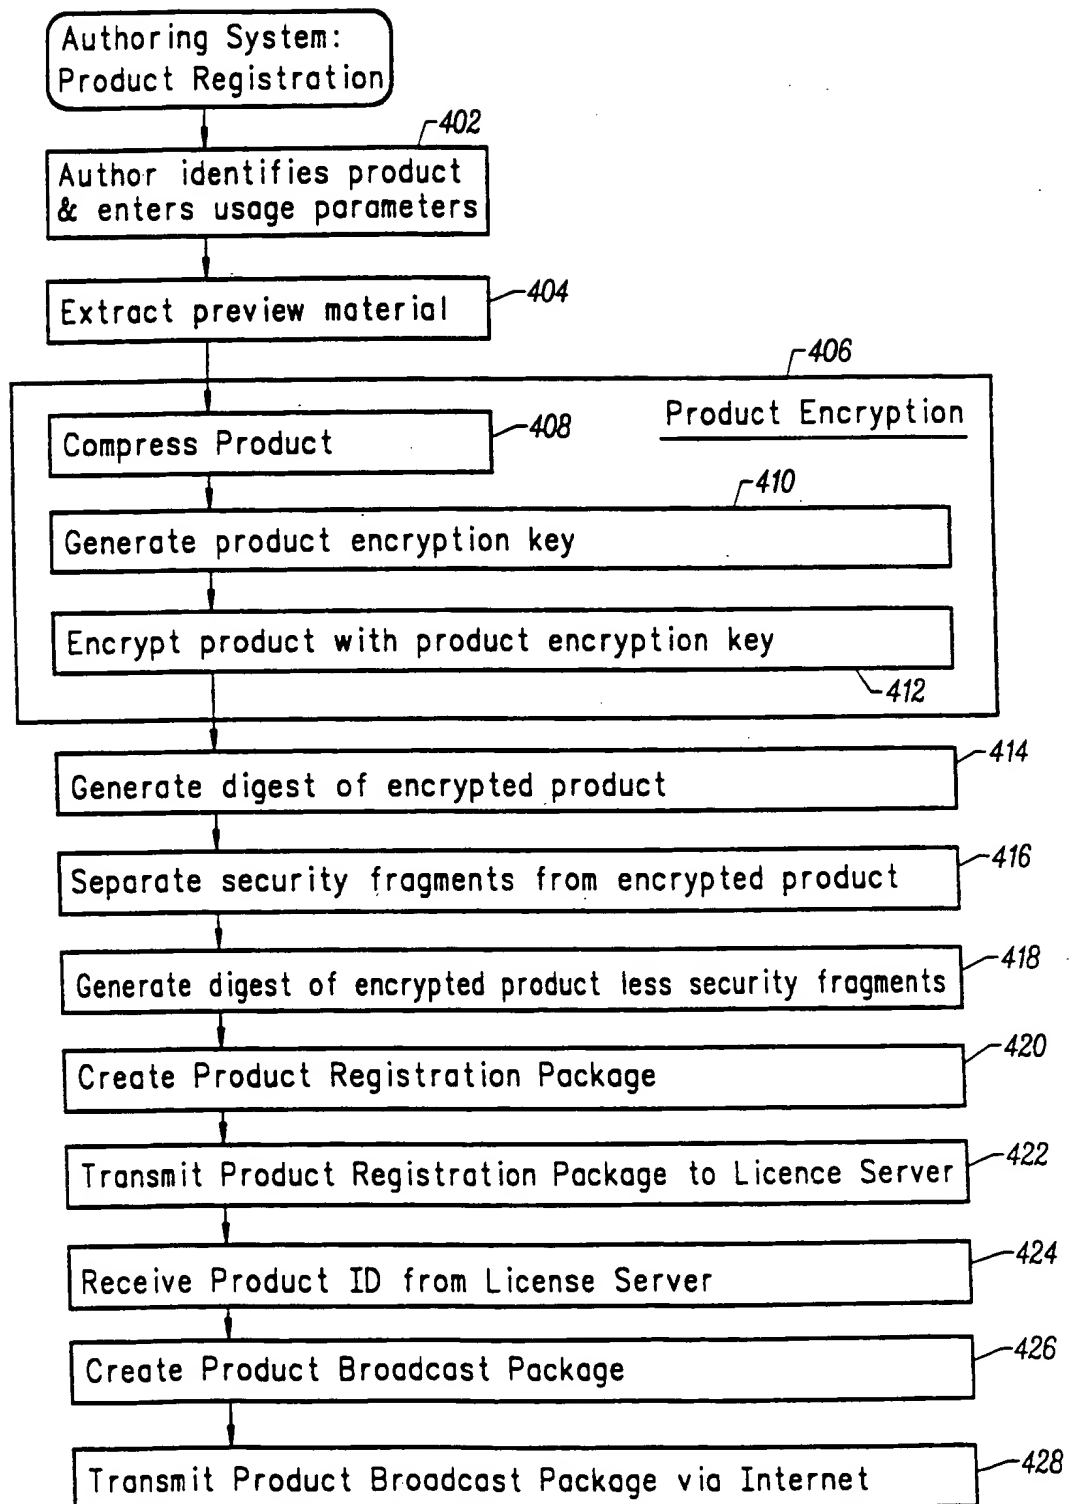 Authoring System:
Product Registration
402
Author identifies product
& enters usage parameters
404
Extract preview material
406
Product Encryption
408
Compress Product
410
Generate product encryption key
Encrypt product with product encryption key
412
414
Generate digest of encrypted product
416
Separate security fragments from encrypted product
418
Generate digest of encrypted product less security fragments
420
Create Product Registration Package
422
Transmit Product Registration Package to Licence Server
424
Receive Product ID from License Server
426
Create Product Broadcast Package
428
Transmit Product Broadcast Package via Internet